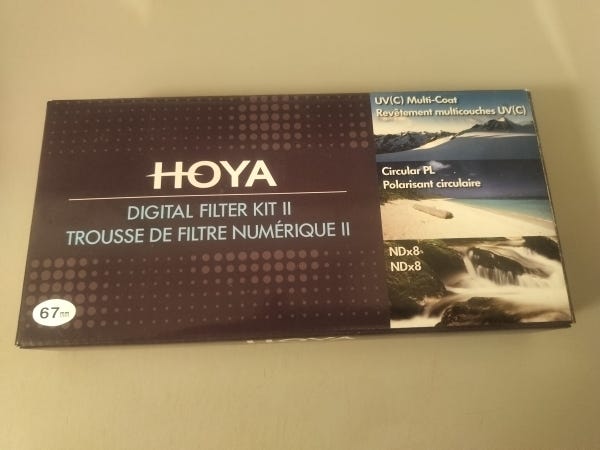 HOYA
DIGITAL FILTER KIT II
TROUSSE DE FILTRE NUMÉRIQUE II
67mm
UV(C) Multi-Coat
Revêtement multicouches UV(C)
Circular PL
Polarisant circulaire
NDx8
NDx8